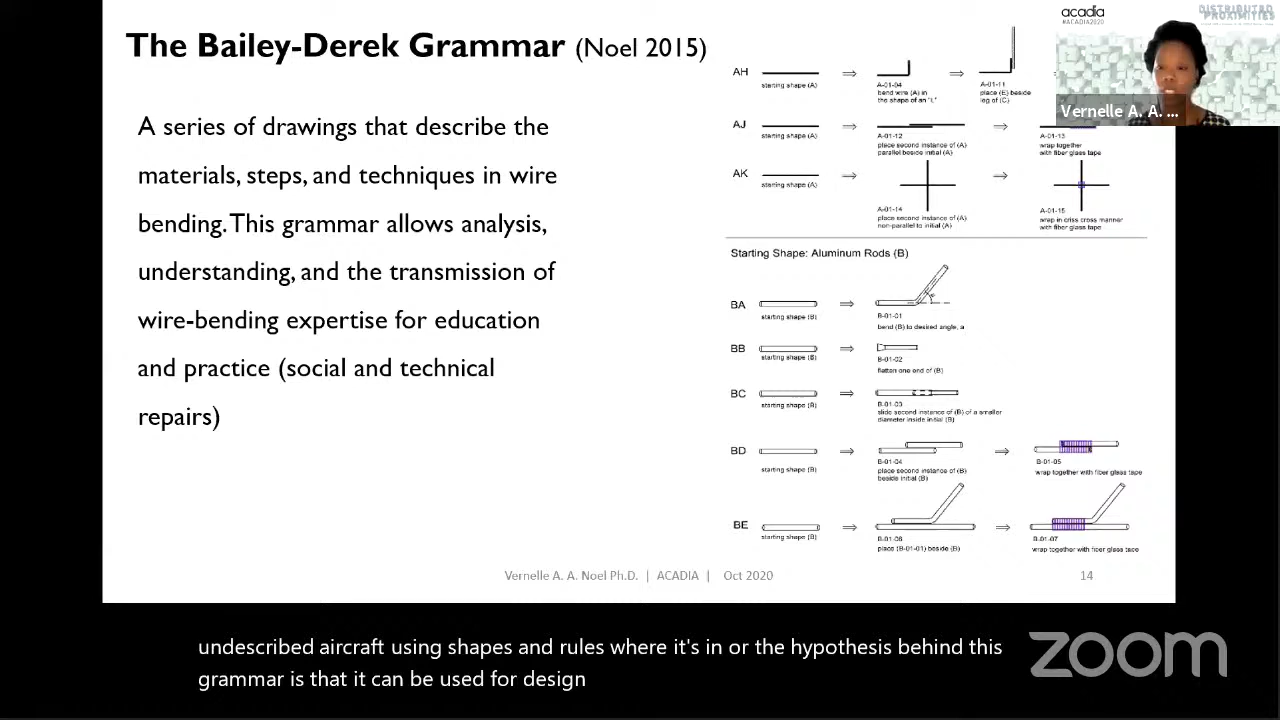 The Bailey-Derek Grammar (Noel 2015)
A series of drawings that describe the
materials, steps, and techniques in wire
bending. This grammar allows analysis,
understanding, and the transmission of
wire-bending expertise for education
and practice (social and technical
repairs)
acadia
#ACADIA2020
DISTRIBUTED
PROXIMITIES
Vernelle A. A. ...
AH
starting shape (A)
A-01-04
bend wire (A) in
the shape of an "L"
A-01-11
place (E) beside
leg of (C)
AJ
starting shape (A)
A-01-12
place second instance of (A)
parallel beside initial (A)
A-01-13
wrap together
with fiber glass tape
AK
starting shape (A)
A-01-14
place second instance of (A)
non-parallel to initial (A)
A-01-15
wrap in criss cross manner
with fiber glass tape
Starting Shape: Aluminum Rods (B)
BA
starting shape (B)
B-01-01
bend (B) to desired angle, a
BB
starting shape (B)
B-01-02
flatten one end of (B)
BC
starting shape (B)
B-01-03
slide second instance of (B) of a smaller
diameter inside initial (B)
BD
starting shape (B)
B-01-04
place second instance of (B)
beside initial (B)
B-01-05
wrap together with fiber glass tape
BE
starting shape (B)
B-01-06
place (B-01-01) beside (B)
B-01-07
wrap together with fiber glass tape
Vernelle A. A. Noel Ph.D. | ACADIA | Oct 2020
14
undescribed aircraft using shapes and rules where it's in or the hypothesis behind this
grammar is that it can be used for design
zoom